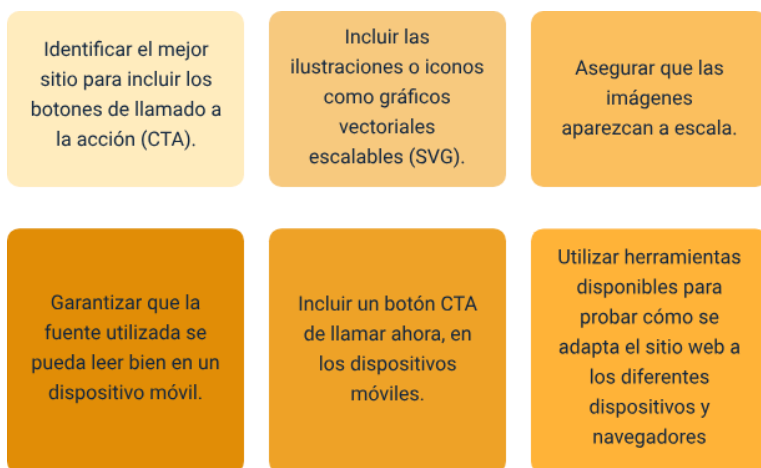 Identificar el mejor
sitio para incluir los
botones de llamado a
la acción (CTA).
Incluir las
ilustraciones o iconos
como gráficos
vectoriales
escalables (SVG).
Asegurar que las
imágenes
aparezcan a escala.
Garantizar que la
fuente utilizada se
pueda leer bien en un
dispositivo móvil.
Incluir un botón CTA
de llamar ahora, en
los dispositivos
móviles.
Utilizar herramientas
disponibles para
probar cómo se
adapta el sitio web a
los diferentes
dispositivos y
navegadores